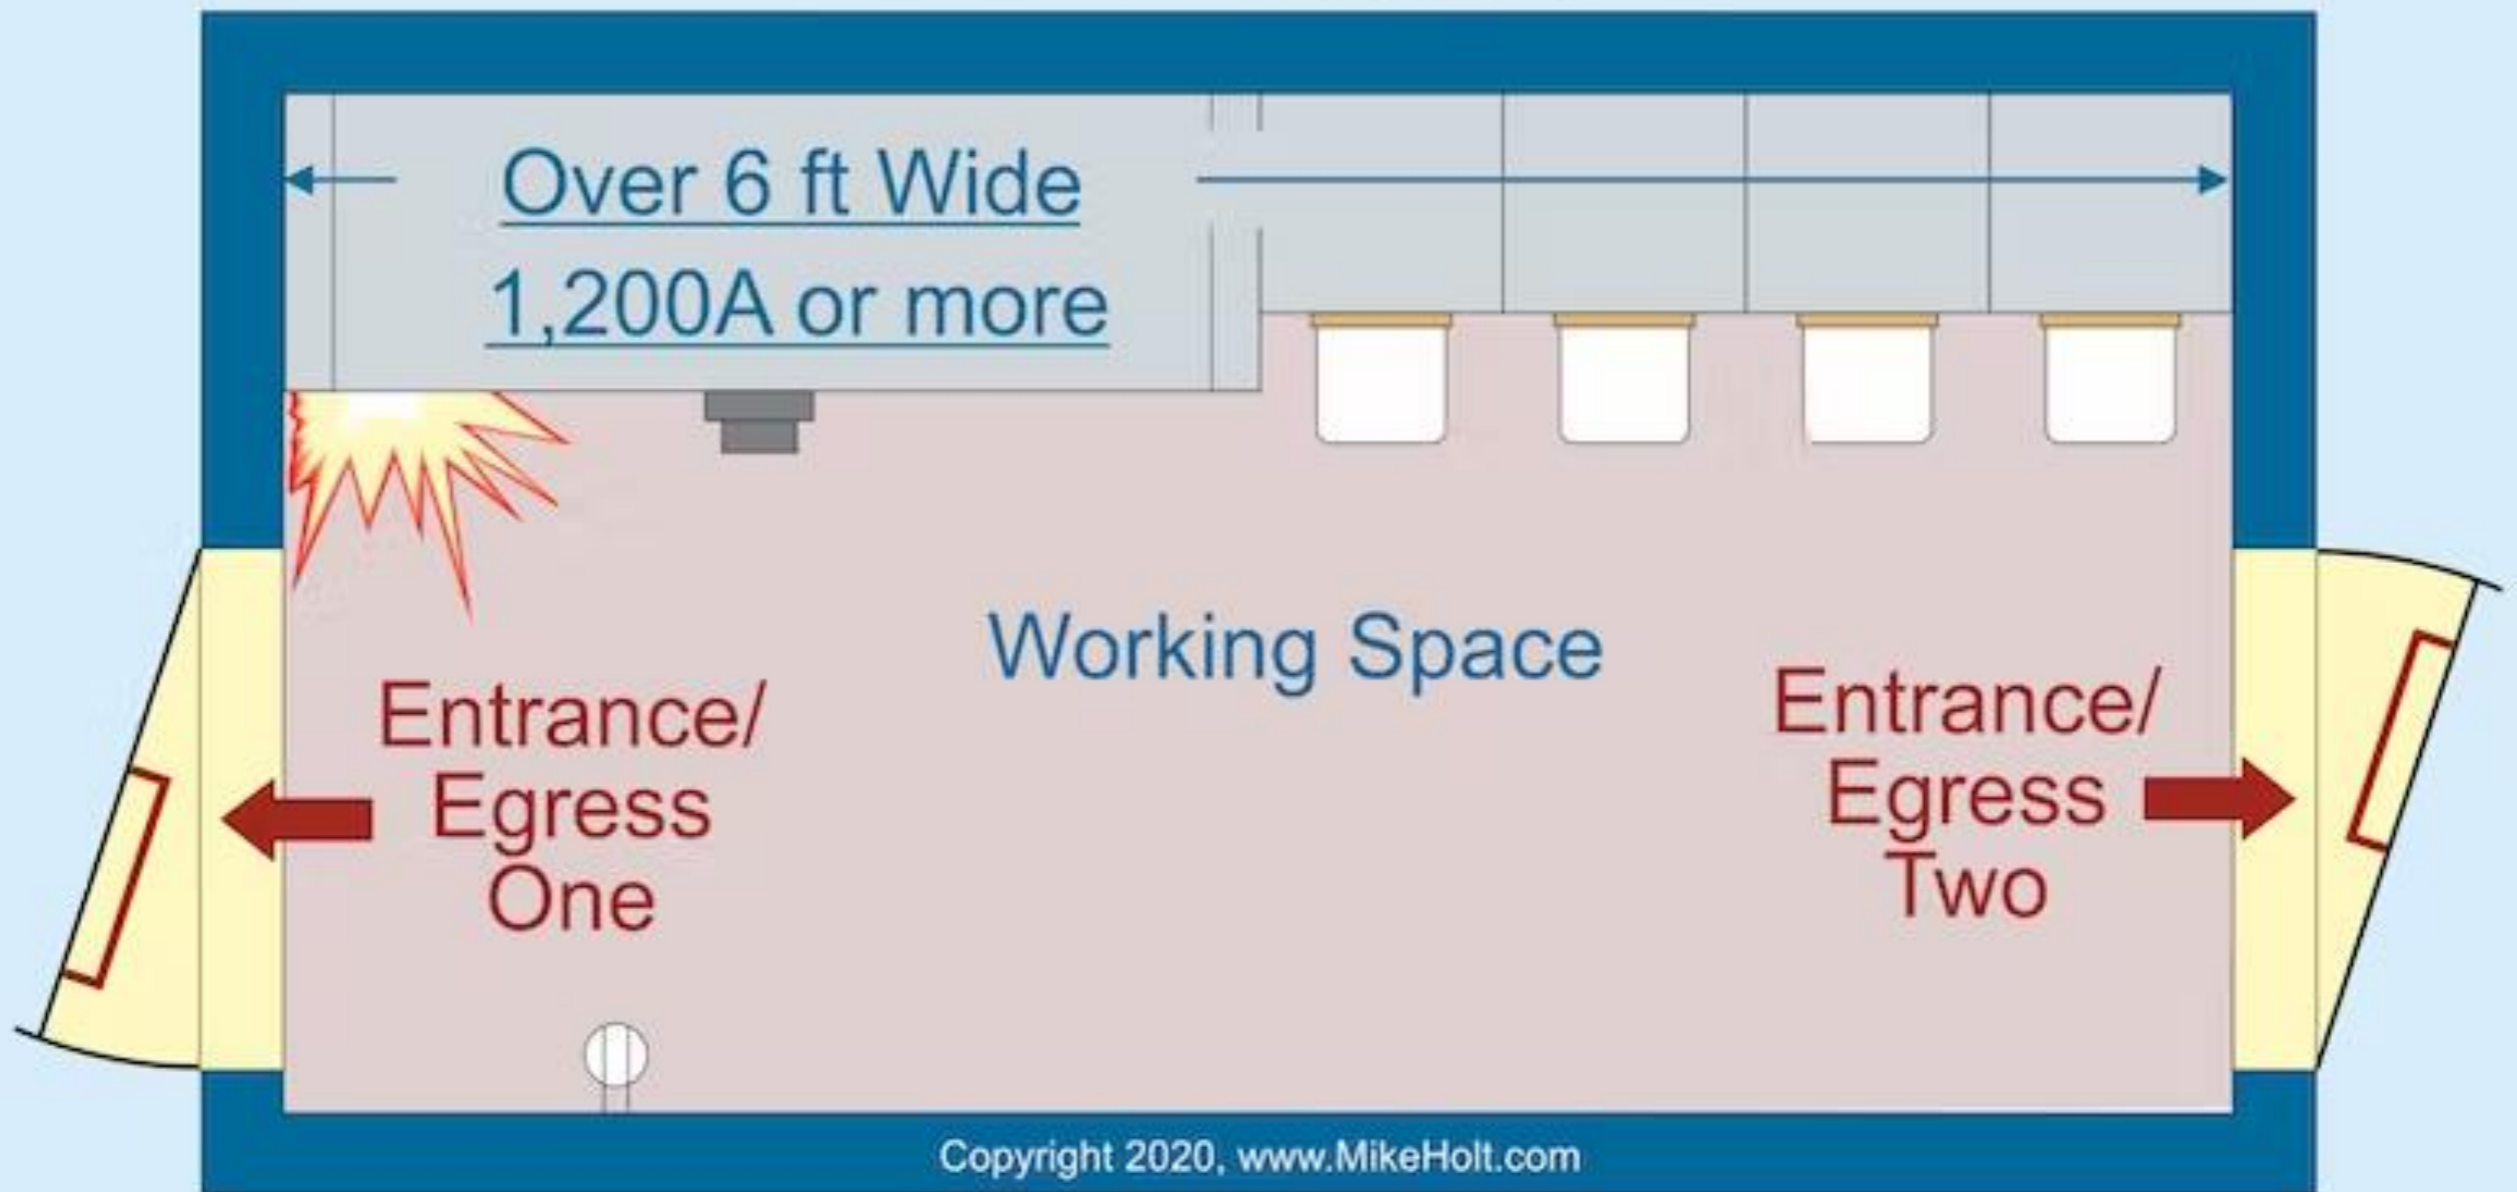 Over 6 ft Wide
1,200A or more
Working Space
Entrance/
Egress
One
Entrance/
Egress
Two
Copyright 2020, www.MikeHolt.com